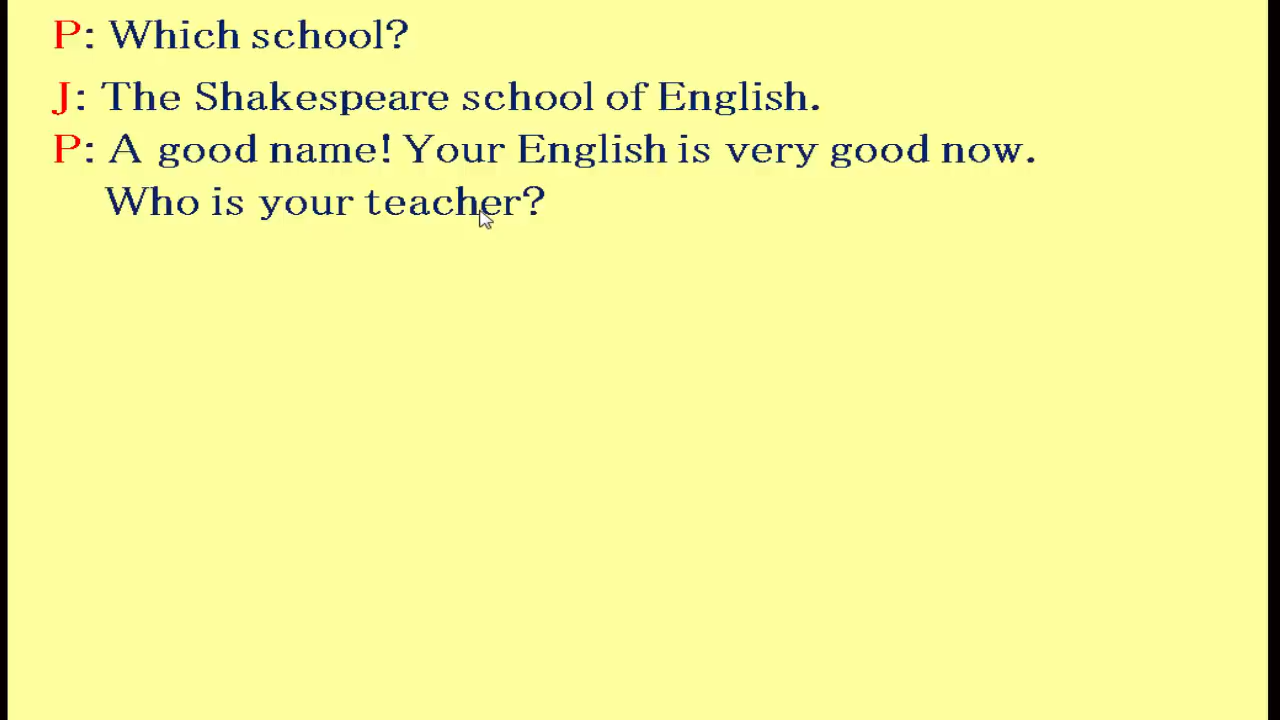 P: Which school?
J: The Shakespeare school of English.
P: A good name! Your English is very good now.
Who is your teacher?